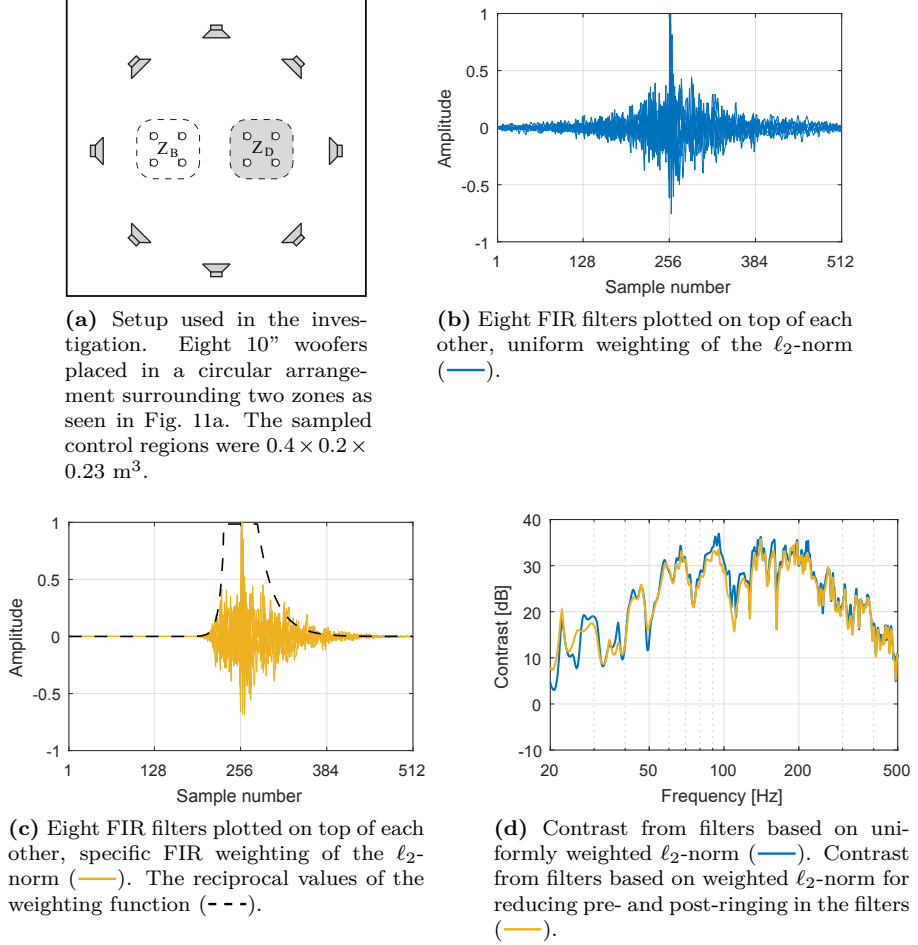 Z_B
Z_D
(a) Setup used in the inves-
tigation. Eight 10” woofers
placed in a circular arrange-
ment surrounding two zones as
seen in Fig. 11a. The sampled
control regions were 0.4 × 0.2 ×
0.23 m³.
1
0.5
0
-0.5
-1
Amplitude
1 128 256 384 512
Sample number
(b) Eight FIR filters plotted on top of each
other, uniform weighting of the ℓ₂-norm
(——).
1
0.5
0
-0.5
-1
Amplitude
1 128 256 384 512
Sample number
(c) Eight FIR filters plotted on top of each
other, specific FIR weighting of the ℓ₂-
norm (——). The reciprocal values of the
weighting function (- - -).
40
30
20
10
0
-10
Contrast [dB]
20 50 100 200 500
Frequency [Hz]
(d) Contrast from filters based on uni-
formly weighted ℓ₂-norm (——). Contrast
from filters based on weighted ℓ₂-norm for
reducing pre- and post-ringing in the filters
(——).